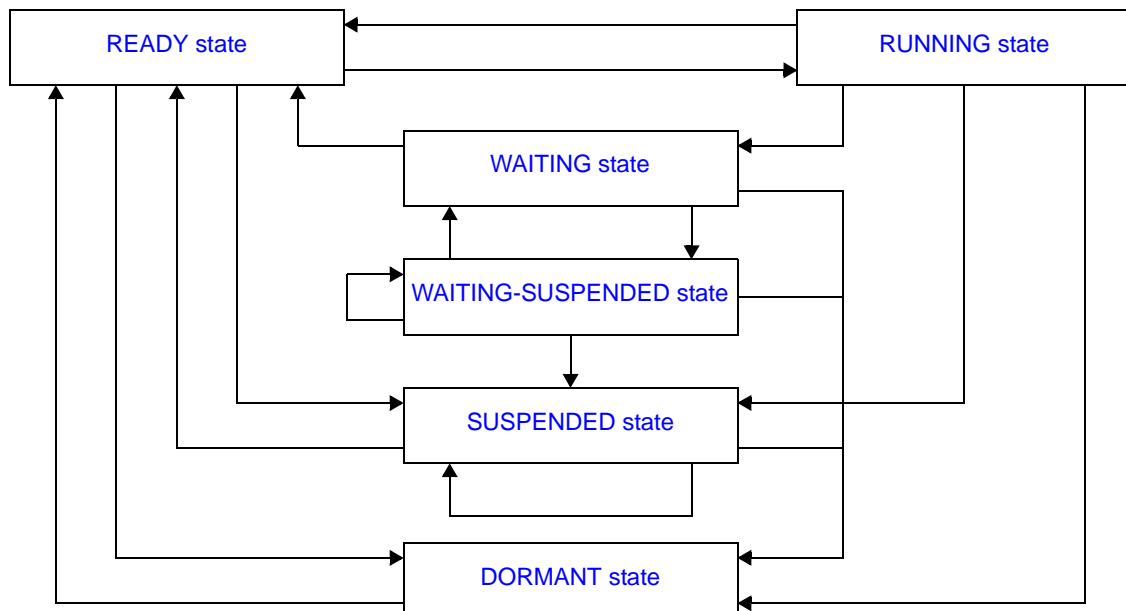 READY state
RUNNING state
WAITING state
WAITING-SUSPENDED state
SUSPENDED state
DORMANT state